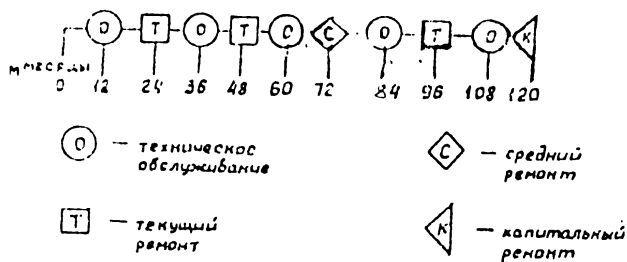 О Т О Т О С О Т О К
ммесяцы
0 12 24 36 48 60 72 84 96 108 120
О — техническое обслуживание
С — средний ремонт
Т — текущий ремонт
К — капитальный ремонт